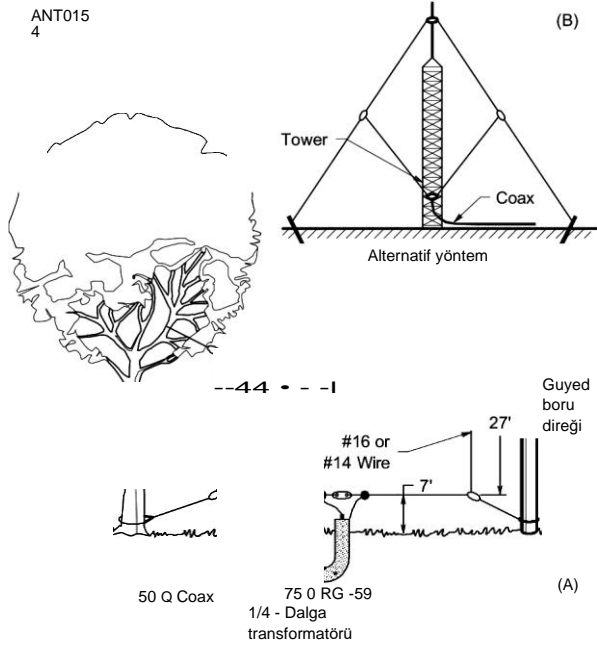 ANT015
4
(B)
Tower
Coax
Alternatif yöntem
--44 • - -I
Guyed
boru
direği
27'
#16 or
#14 Wire
7'
50 Q Coax
75 0 RG -59
1/4 - Dalga
transformatörü
(A)